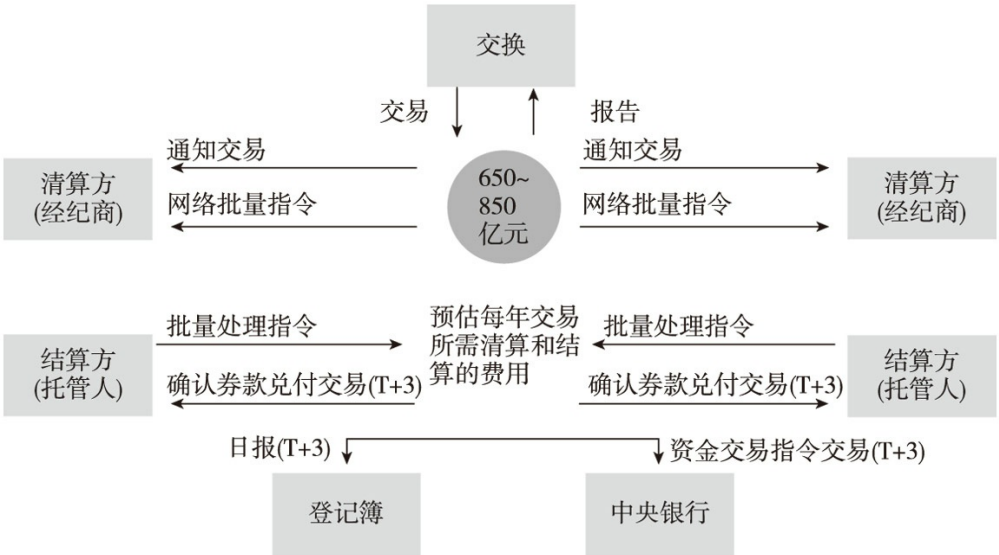 交换
交易
报告
通知交易
通知交易
清算方
(经纪商)
650~
850
亿元
清算方
(经纪商)
网络批量指令
网络批量指令
批量处理指令
预估每年交易
所需清算和结
算的费用
批量处理指令
结算方
(托管人)
结算方
(托管人)
确认券款兑付交易(T+3)
确认券款兑付交易(T+3)
日报(T+3)
资金交易指令交易(T+3)
登记簿
中央银行